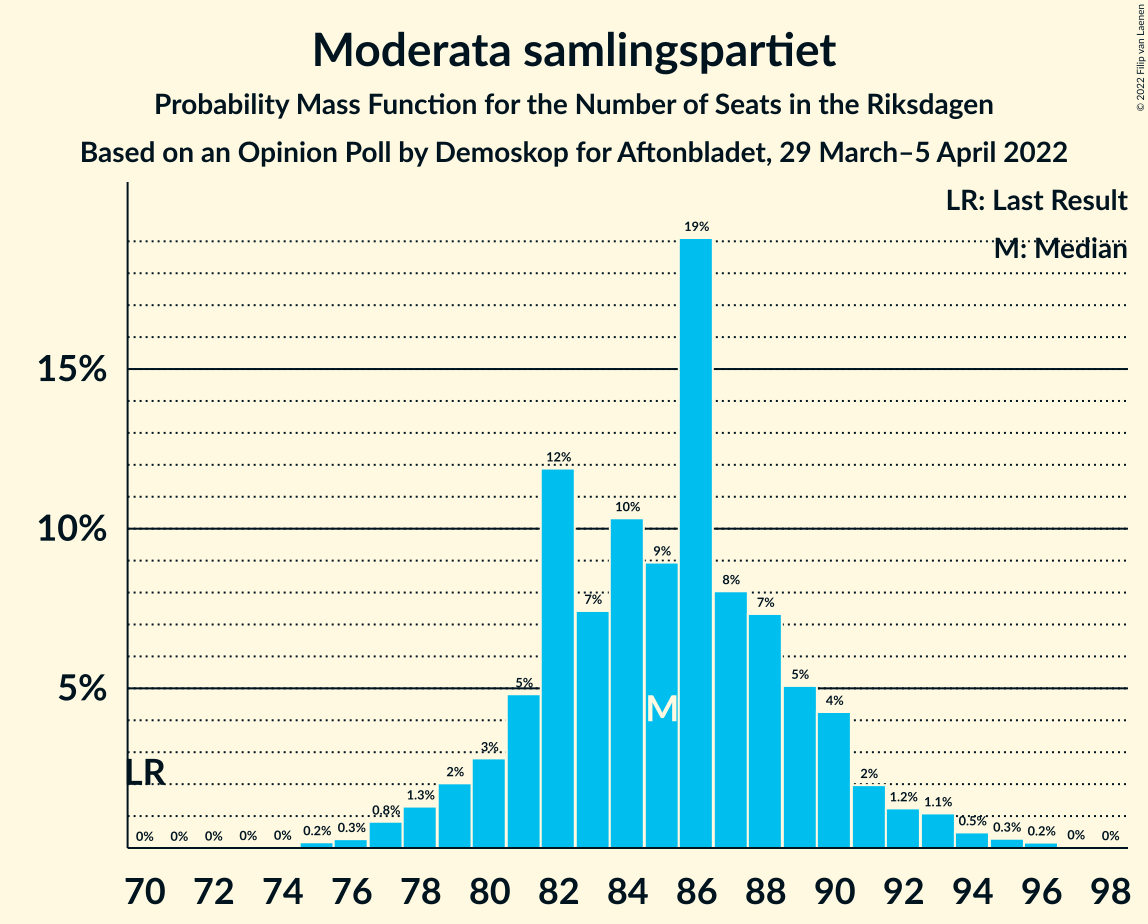 Moderata samlingspartiet
Probability Mass Function for the Number of Seats in the Riksdagen
Based on an Opinion Poll by Demoskop for Aftonbladet, 29 March–5 April 2022
© 2022 Filip van Laenen
LR: Last Result
M: Median
15%
10%
5%
LR
M
0% 0% 0% 0% 0% 0.2% 0.3% 0.8% 1.3% 2% 3% 5% 12% 7% 10% 9% 19% 8% 7% 5% 4% 2% 1.2% 1.1% 0.5% 0.3% 0.2% 0% 0%
70 72 74 76 78 80 82 84 86 88 90 92 94 96 98